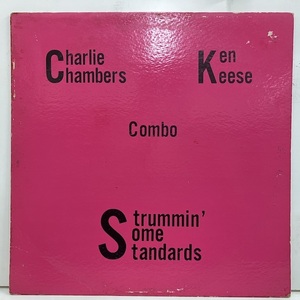 Charlie
Chambers
Ken
Keese
Combo
Strummin'
Some
Standards